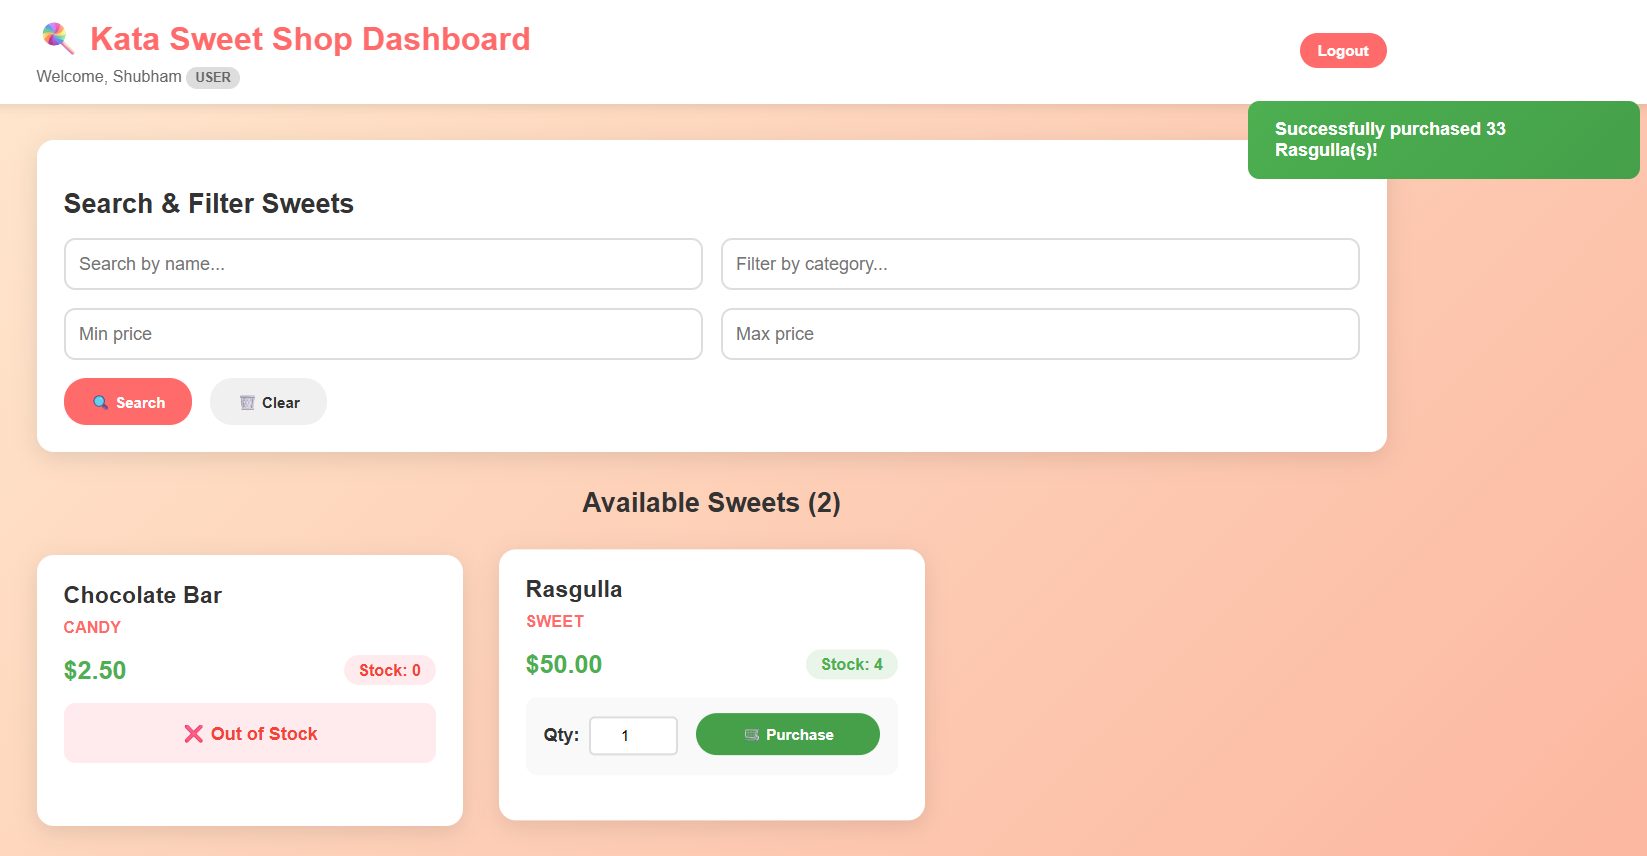 Kata Sweet Shop Dashboard
Welcome, Shubham USER
Logout
Successfully purchased 33
Rasgulla(s)!
Search & Filter Sweets
Search by name...
Filter by category...
Min price
Max price
Search
Clear
Available Sweets (2)
Chocolate Bar
CANDY
$2.50
Stock: 0
Out of Stock
Rasgulla
SWEET
$50.00
Stock: 4
Qty: 1
Purchase